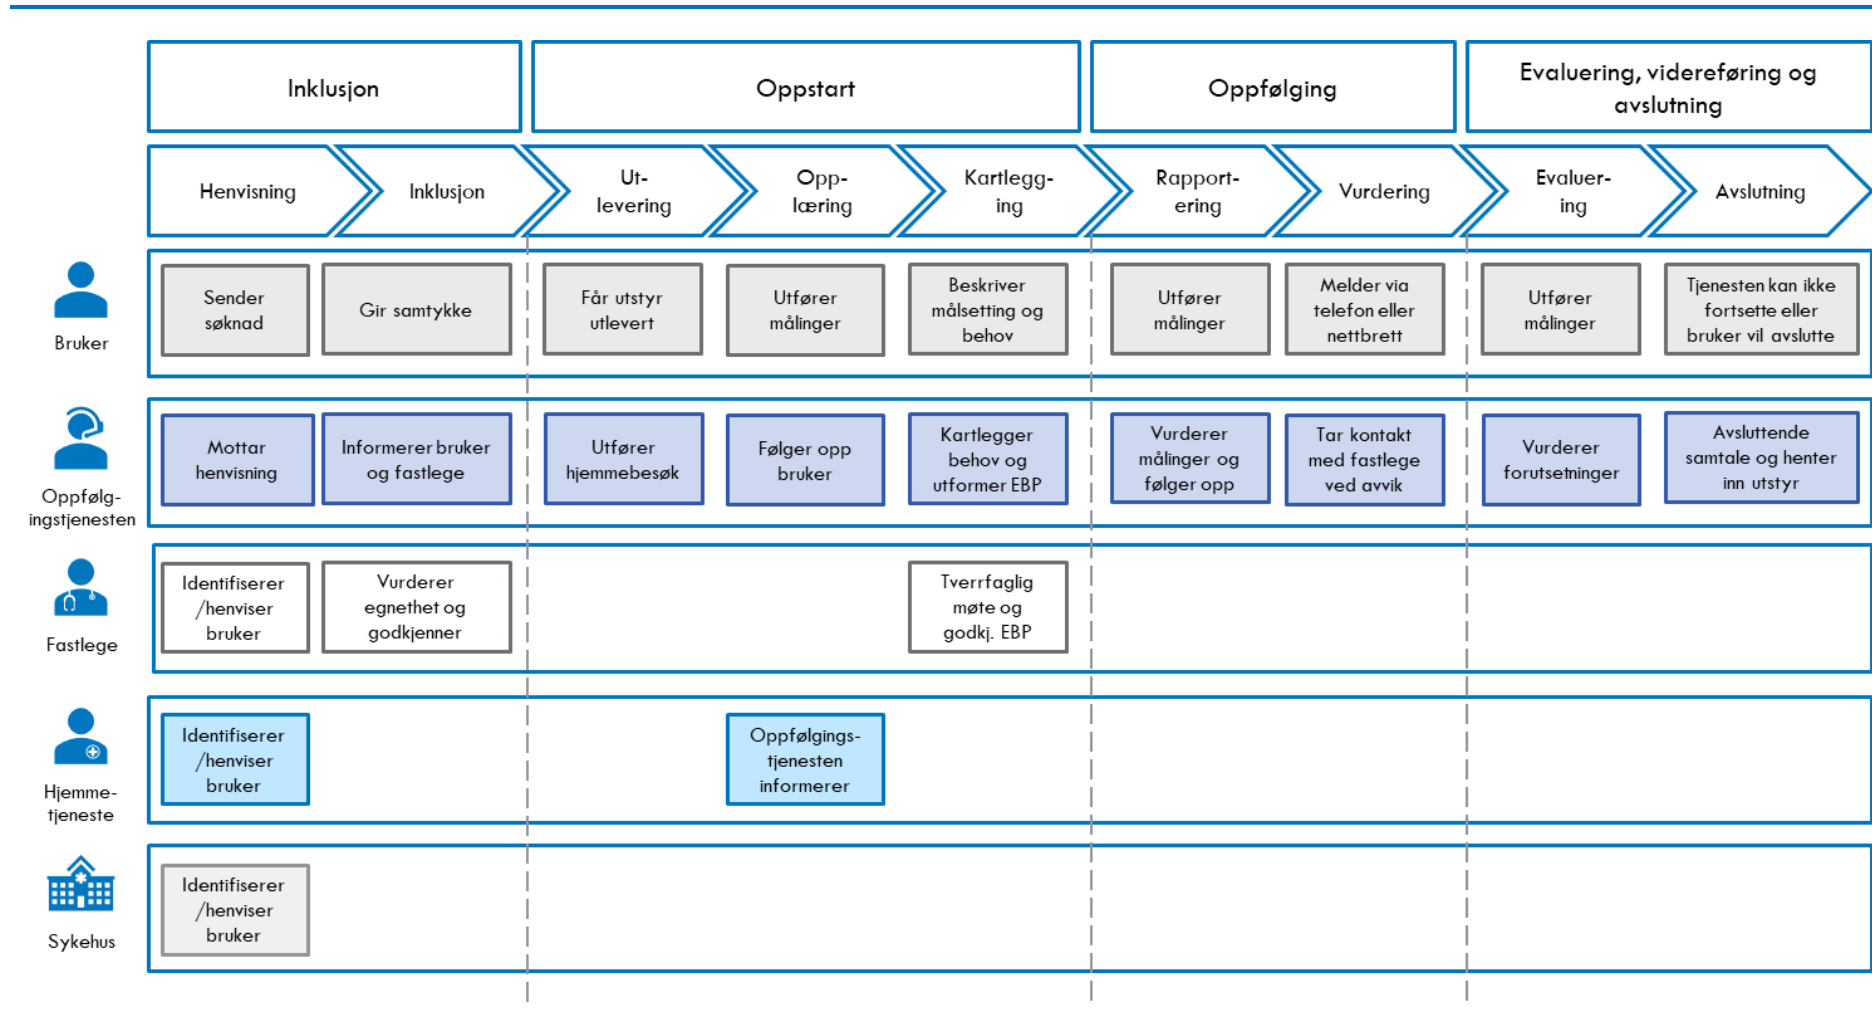 Inklusjon
Oppstart
Oppfølging
Evaluering, videreføring og
avslutning
Henvisning
Inklusjon
Ut-
levering
Opp-
læring
Kartlegg-
ing
Rapport-
ering
Vurdering
Evaluer-
ing
Avslutning
Bruker
Sender
søknad
Gir samtykke
Får utstyr
utlevert
Utfører
målinger
Beskriver
målsetting og
behov
Utfører
målinger
Melder via
telefon eller
nettbrett
Utfører
målinger
Tjenesten kan ikke
fortsette eller
bruker vil avslutte
Oppfølg-
ingstjenesten
Mottar
henvisning
Informerer bruker
og fastlege
Utfører
hjemmebesøk
Følger opp
bruker
Kartlegger
behov og
utformer EBP
Vurderer
målinger og
følger opp
Tar kontakt
med fastlege
ved avvik
Vurderer
forutsetninger
Avsluttende
samtale og henter
inn utstyr
Fastlege
Identifiserer
/henviser
bruker
Vurderer
egnethet og
godkjenner
Tverrfaglig
møte og
godkj. EBP
Hjemme-
tjeneste
Identifiserer
/henviser
bruker
Oppfølgings-
tjenesten
informerer
Sykehus
Identifiserer
/henviser
bruker